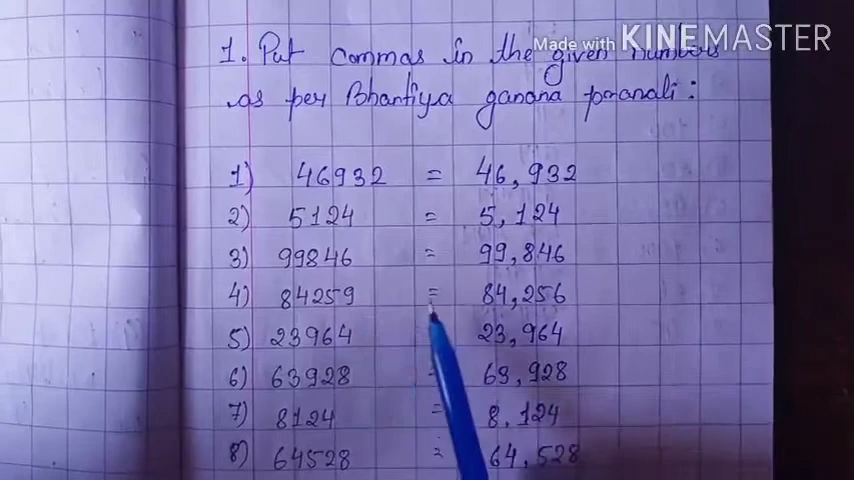 Made with KINEMASTER
1. Put commas in the given numbers
as per Bhartiya ganana pranali :
1) 46932 = 46,932
2) 5124 = 5,124
3) 99846 = 99,846
4) 84259 = 84,256
5) 23964 23,964
6) 63928 = 63,928
7) 8124 = 8,124
8) 64528 = 64,528